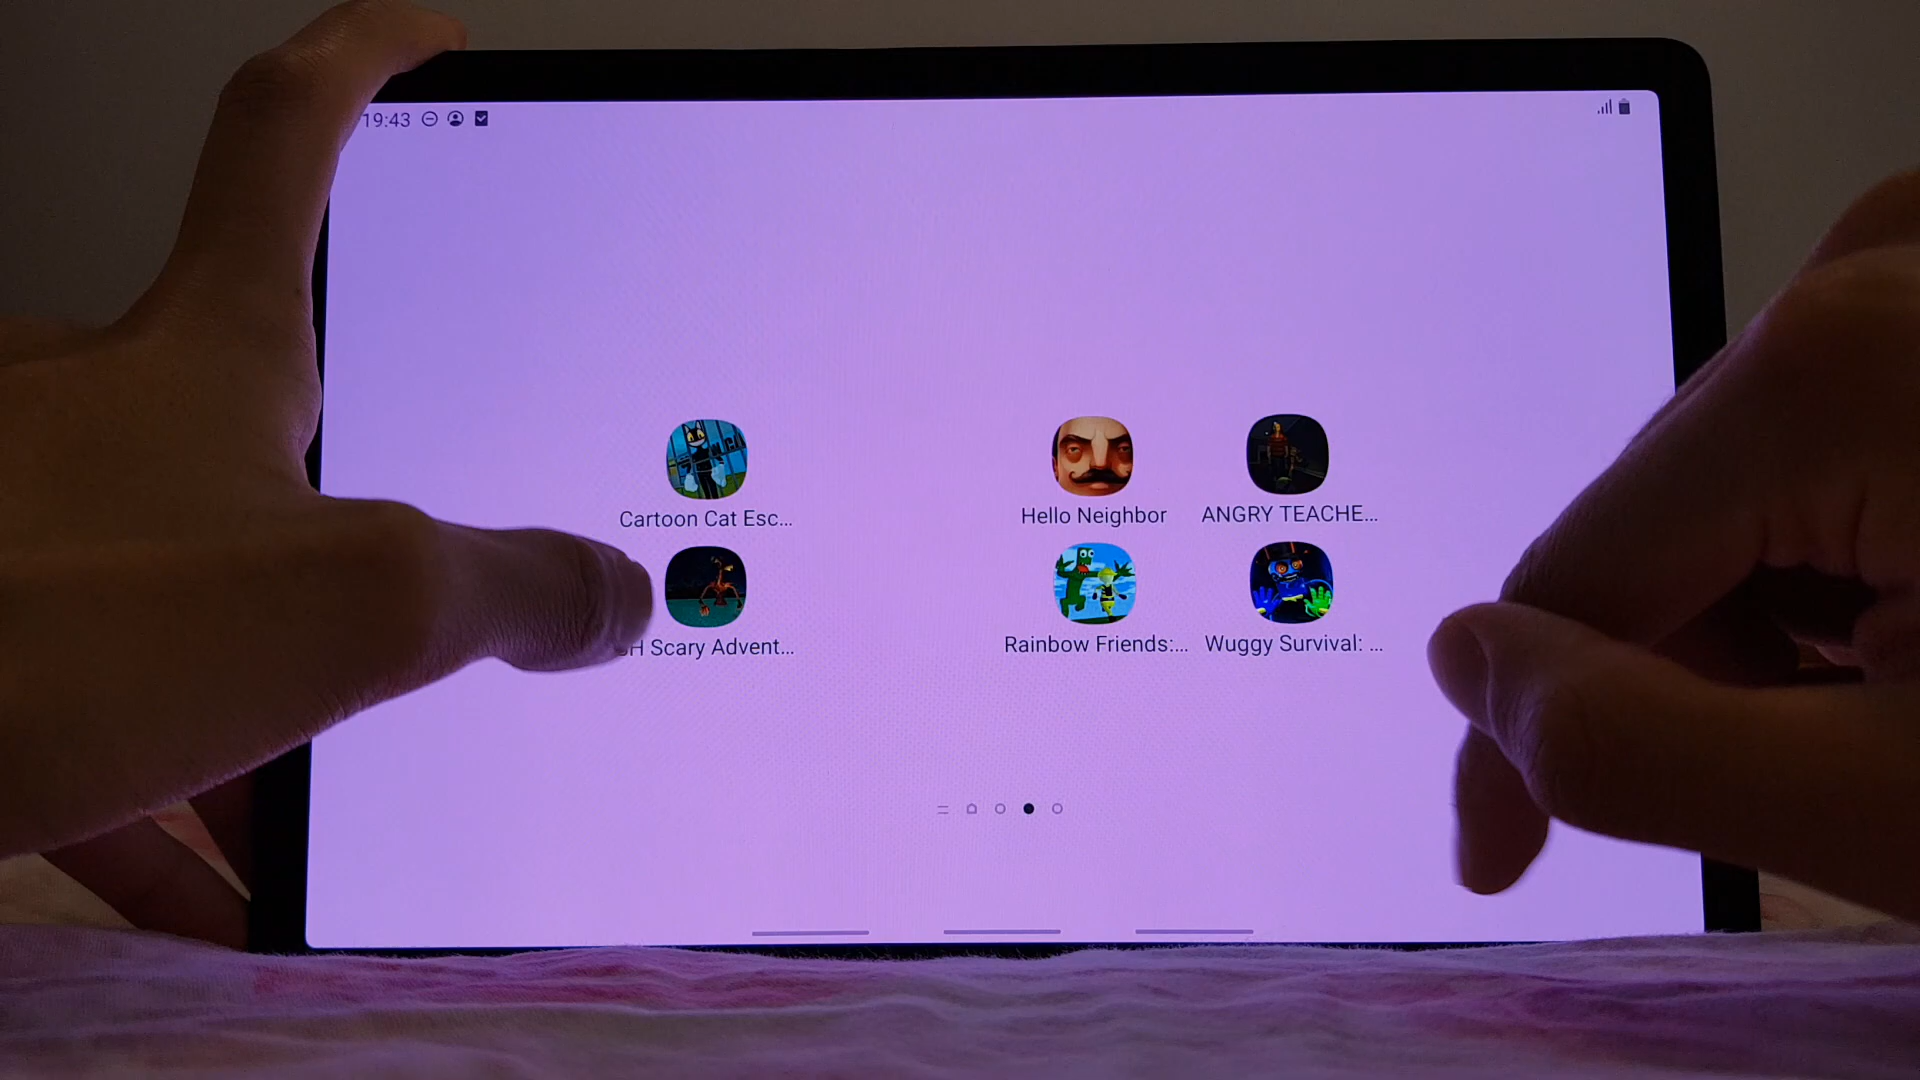 19:43
Cartoon Cat Esc...
Hello Neighbor
ANGRY TEACHE...
H Scary Advent...
Rainbow Friends:...
Wuggy Survival: ...